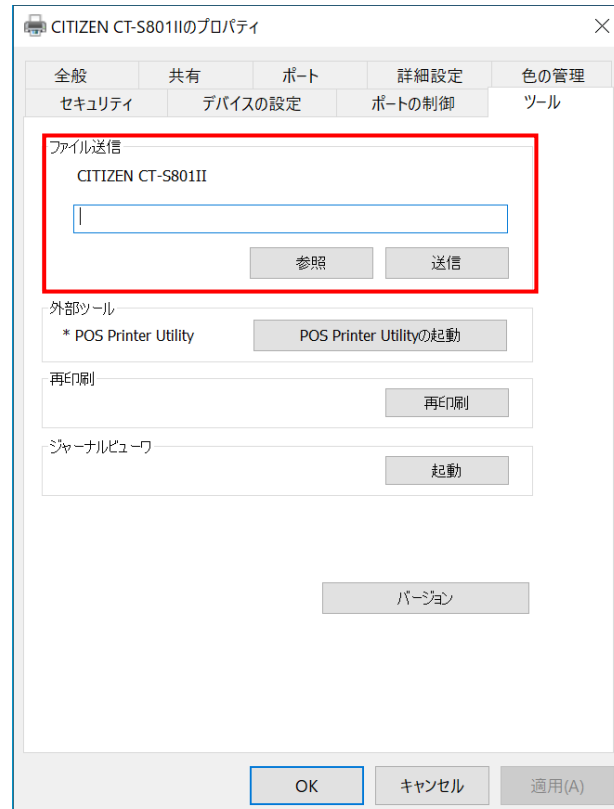 CITIZEN CT-S801IIのプロパティ
全般 共有 ポート 詳細設定 色の管理
セキュリティ デバイスの設定 ポートの制御 ツール
ファイル送信
CITIZEN CT-S801II
参照 送信
外部ツール
* POS Printer Utility POS Printer Utilityの起動
再印刷
再印刷
ジャーナルビューワ
起動
バージョン
OK キャンセル 適用(A)